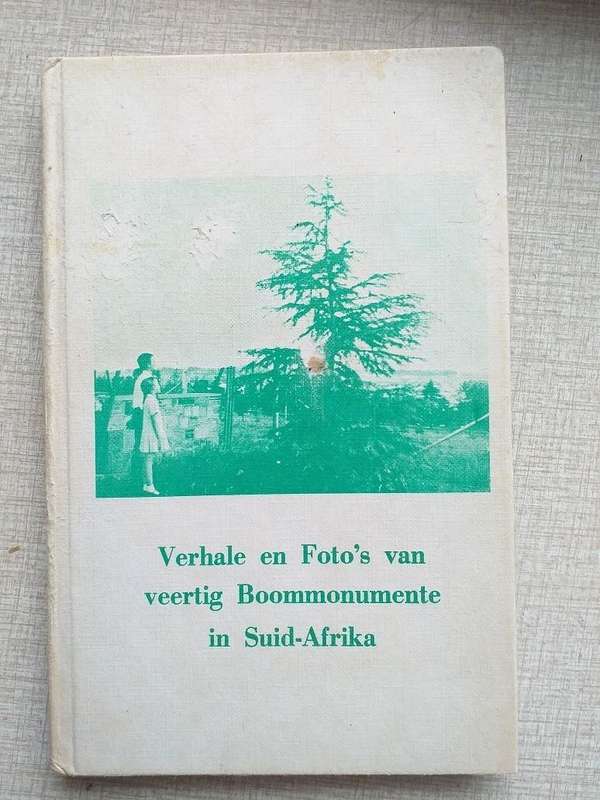 Verhale en Foto's van
veertig Boommonumente
in Suid-Afrika